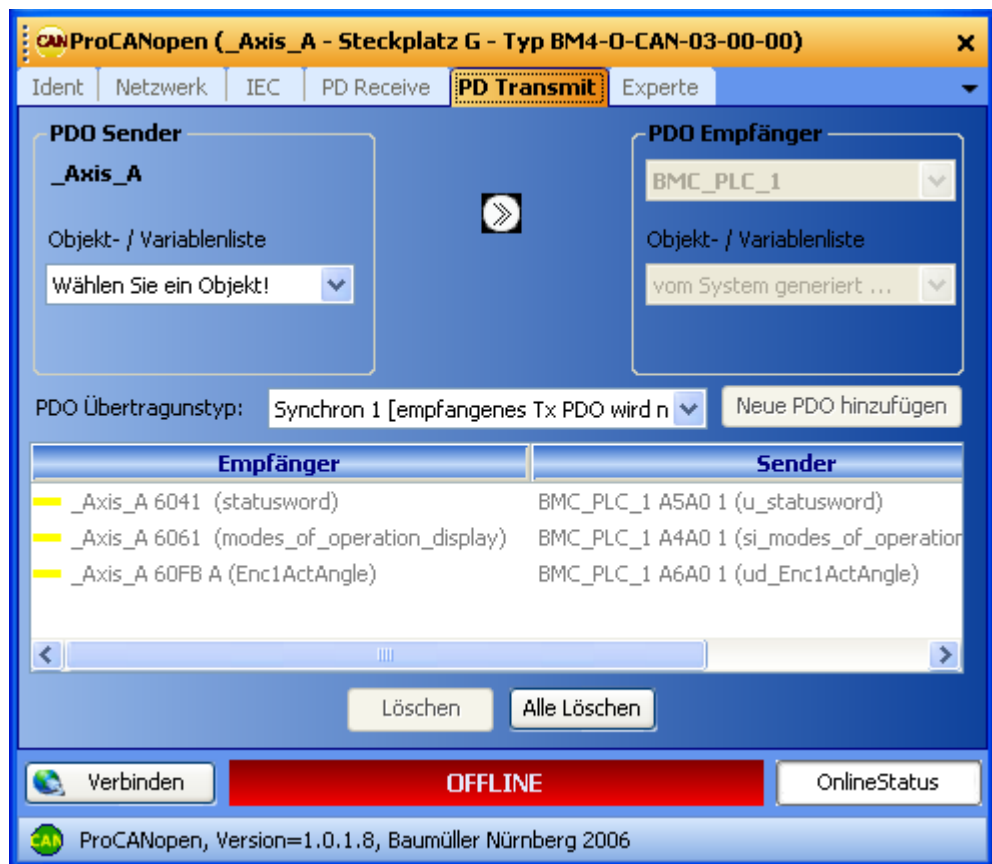 CAN ProCANopen (_Axis_A - Steckplatz G - Typ BM4-O-CAN-03-00-00)
Ident Netzwerk IEC PD Receive PD Transmit Experte
PDO Sender
_Axis_A
Objekt- / Variablenliste
Wählen Sie ein Objekt!
PDO Empfänger
BMC_PLC_1
Objekt- / Variablenliste
vom System generiert ...
PDO Übertragunstyp: Synchron 1 [empfangenes Tx PDO wird n Neue PDO hinzufügen
Empfänger Sender
_Axis_A 6041 (statusword) BMC_PLC_1 A5A0 1 (u_statusword)
_Axis_A 6061 (modes_of_operation_display) BMC_PLC_1 A4A0 1 (si_modes_of_operation
_Axis_A 60FB A (Enc1ActAngle) BMC_PLC_1 A6A0 1 (ud_Enc1ActAngle)
Löschen Alle Löschen
Verbinden OFFLINE OnlineStatus
CAN ProCANopen, Version=1.0.1.8, Baumüller Nürnberg 2006